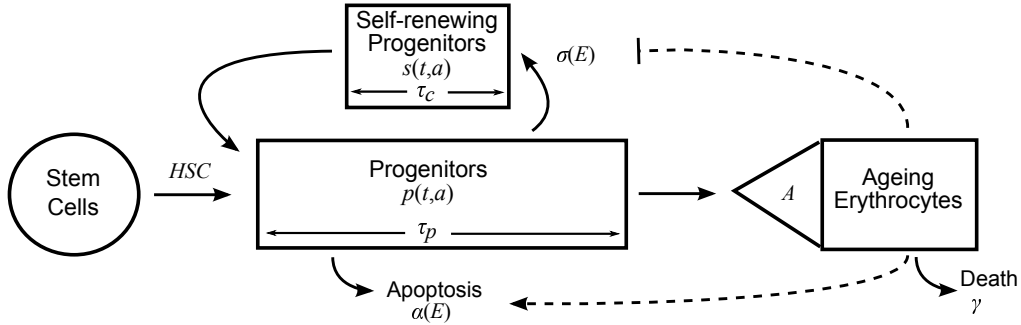 Self-renewing
Progenitors
s(t,a)
τc
σ(E)
Stem
Cells
HSC
Progenitors
p(t,a)
τp
A
Ageing
Erythrocytes
Apoptosis
α(E)
Death
γ